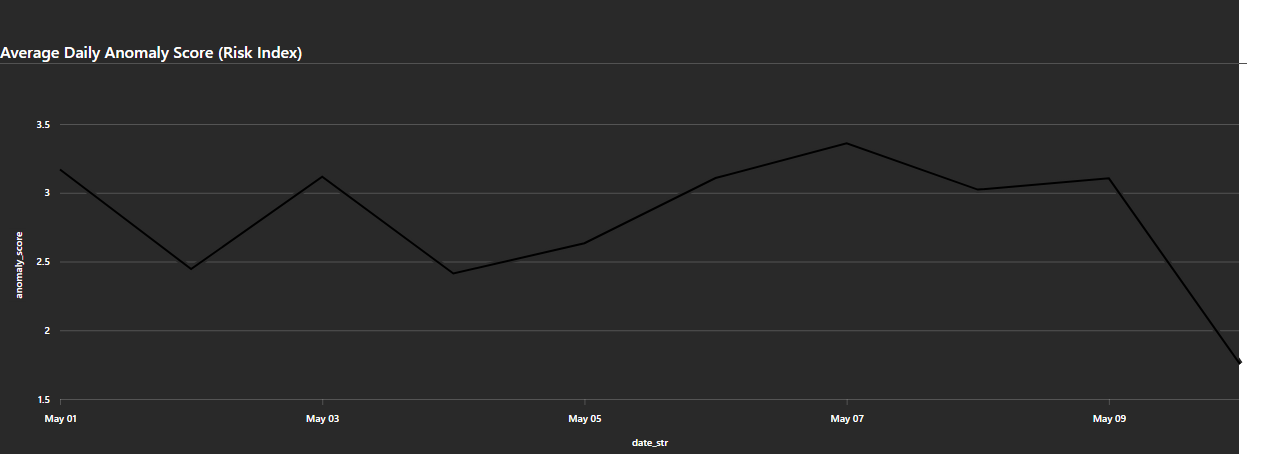 Average Daily Anomaly Score (Risk Index)
3.5
3
2.5
2
1.5
anomaly_score
May 01
May 03
May 05
May 07
May 09
date_str